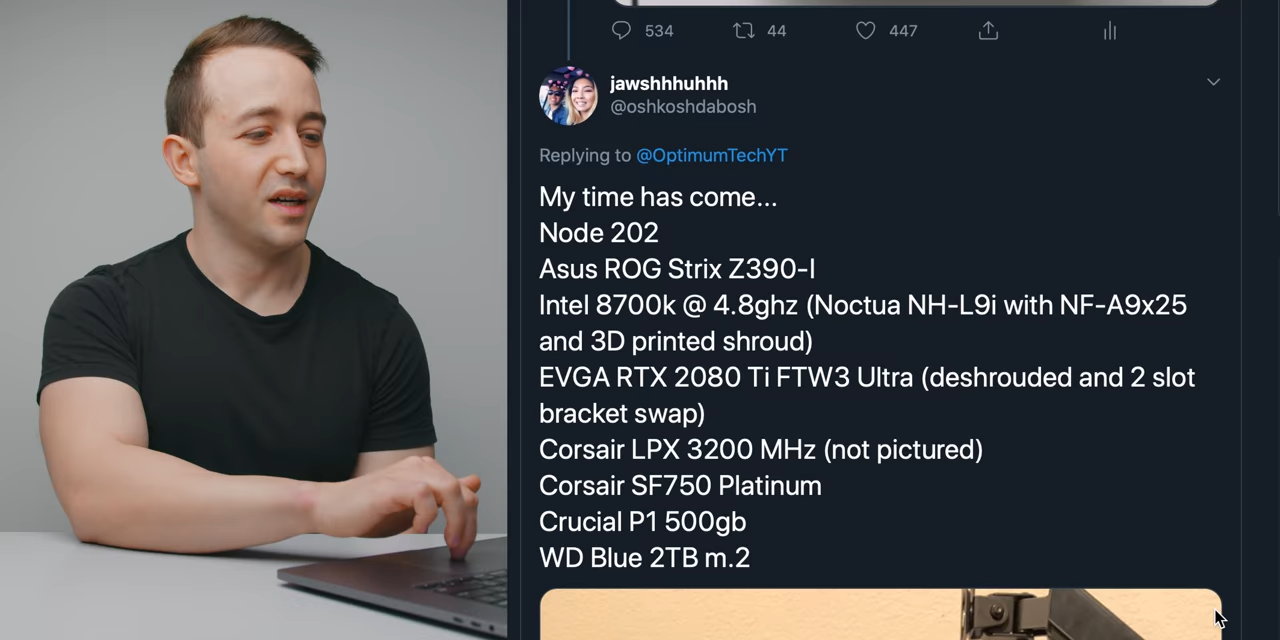 534
44
447
jawshhhuhhh
@oshkoshdabosh
Replying to @OptimumTechYT
My time has come...
Node 202
Asus ROG Strix Z390-I
Intel 8700k @ 4.8ghz (Noctua NH-L9i with NF-A9x25
and 3D printed shroud)
EVGA RTX 2080 Ti FTW3 Ultra (deshrouded and 2 slot
bracket swap)
Corsair LPX 3200 MHz (not pictured)
Corsair SF750 Platinum
Crucial P1 500gb
WD Blue 2TB m.2